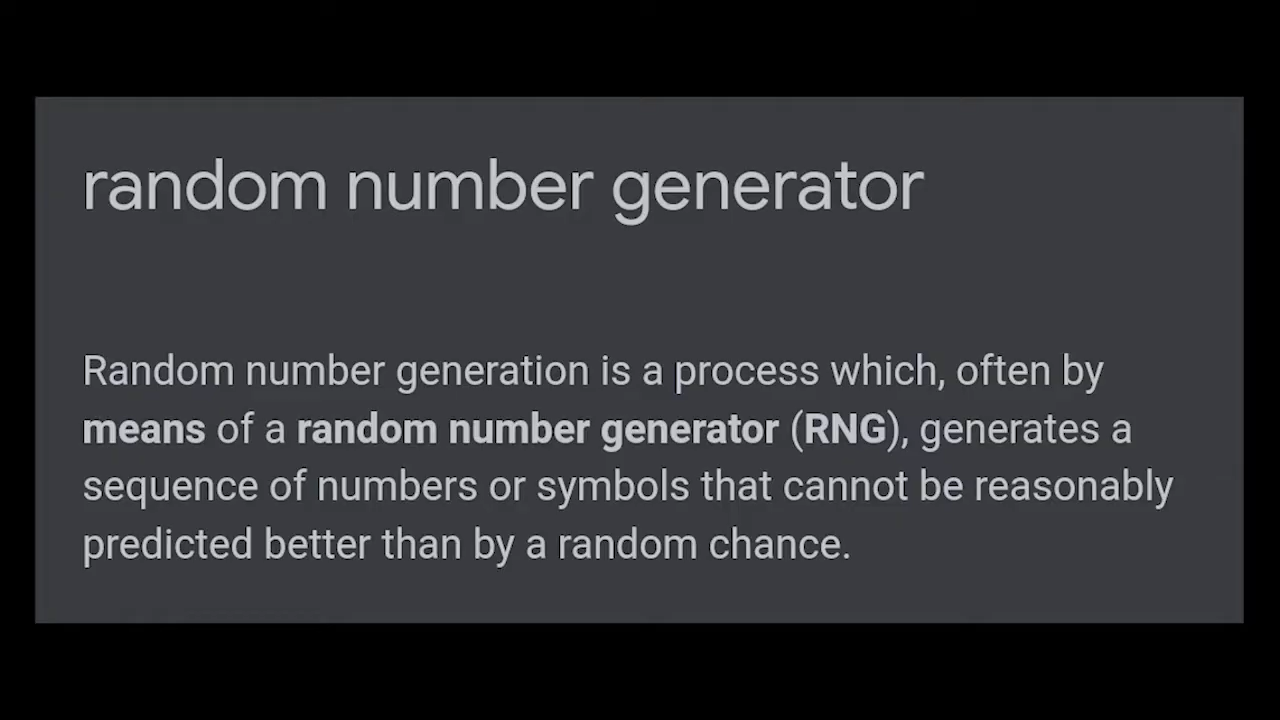 random number generator
Random number generation is a process which, often by
means of a random number generator (RNG), generates a
sequence of numbers or symbols that cannot be reasonably
predicted better than by a random chance.